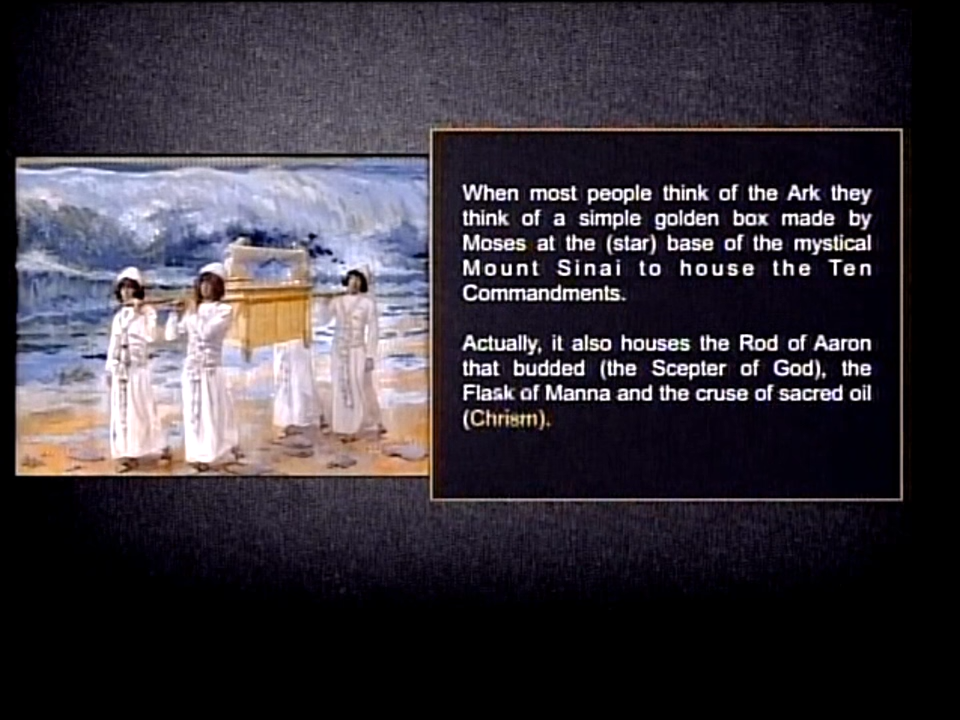 When most people think of the Ark they
think of a simple golden box made by
Moses at the (star) base of the mystical
Mount Sinai to house the Ten
Commandments.
Actually, it also houses the Rod of Aaron
that budded (the Scepter of God), the
Flask of Manna and the cruse of sacred oil
(Chrism).